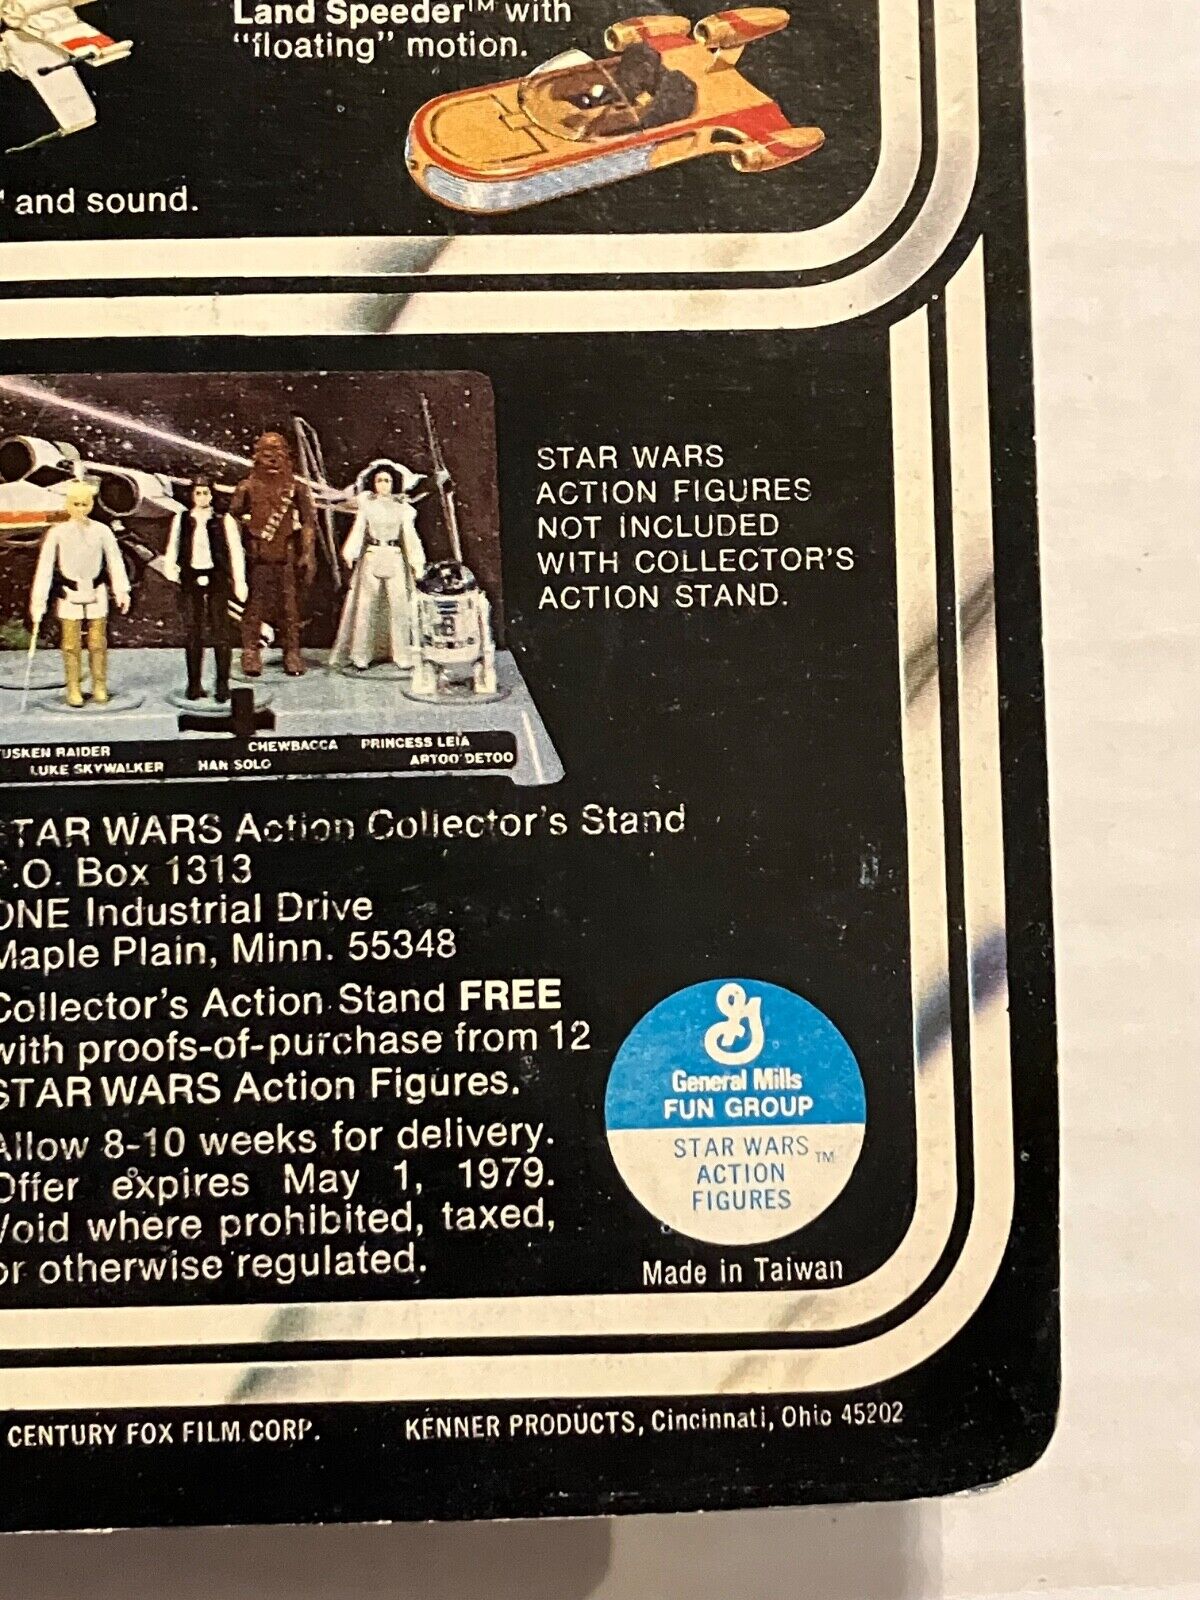 Land Speeder™ with
"floating" motion.
and sound.
STAR WARS
ACTION FIGURES
NOT INCLUDED
WITH COLLECTOR'S
ACTION STAND.
USKEN RAIDER
LUKE SKYWALKER
HAN SOLO
CHEWBACCA
PRINCESS LEIA
ARTOO DETOO
TAR WARS Action Collector's Stand
.O. Box 1313
ONE Industrial Drive
Maple Plain, Minn. 55348
Collector's Action Stand FREE
with proofs-of-purchase from 12
STAR WARS Action Figures.
Allow 8-10 weeks for delivery.
Offer expires May 1, 1979.
Void where prohibited, taxed,
or otherwise regulated.
G
General Mills
FUN GROUP
STAR WARS™
ACTION
FIGURES
Made in Taiwan
CENTURY FOX FILM CORP.
KENNER PRODUCTS, Cincinnati, Ohio 45202